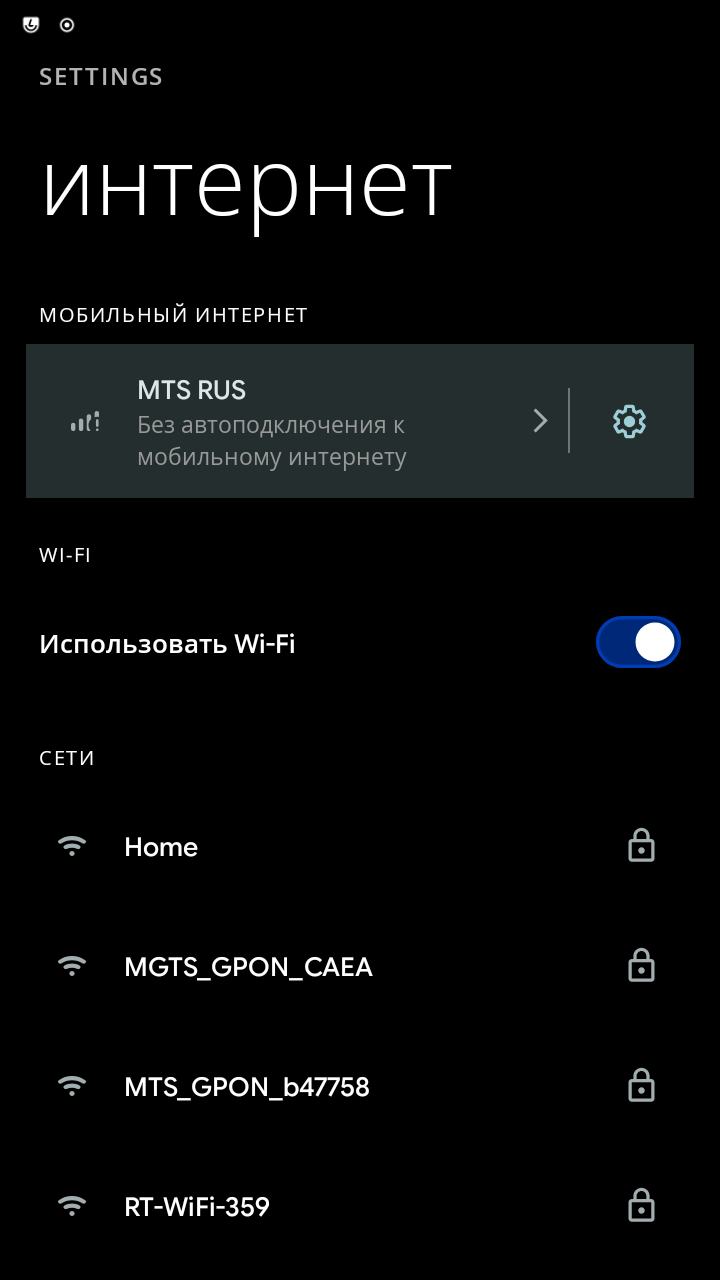 SETTINGS
интернет
МОБИЛЬНЫЙ ИНТЕРНЕТ
MTS RUS
Без автоподключения к
мобильному интернету
WI-FI
Использовать Wi-Fi
СЕТИ
Home
MGTS_GPON_CAEA
MTS_GPON_b47758
RT-WiFi-359